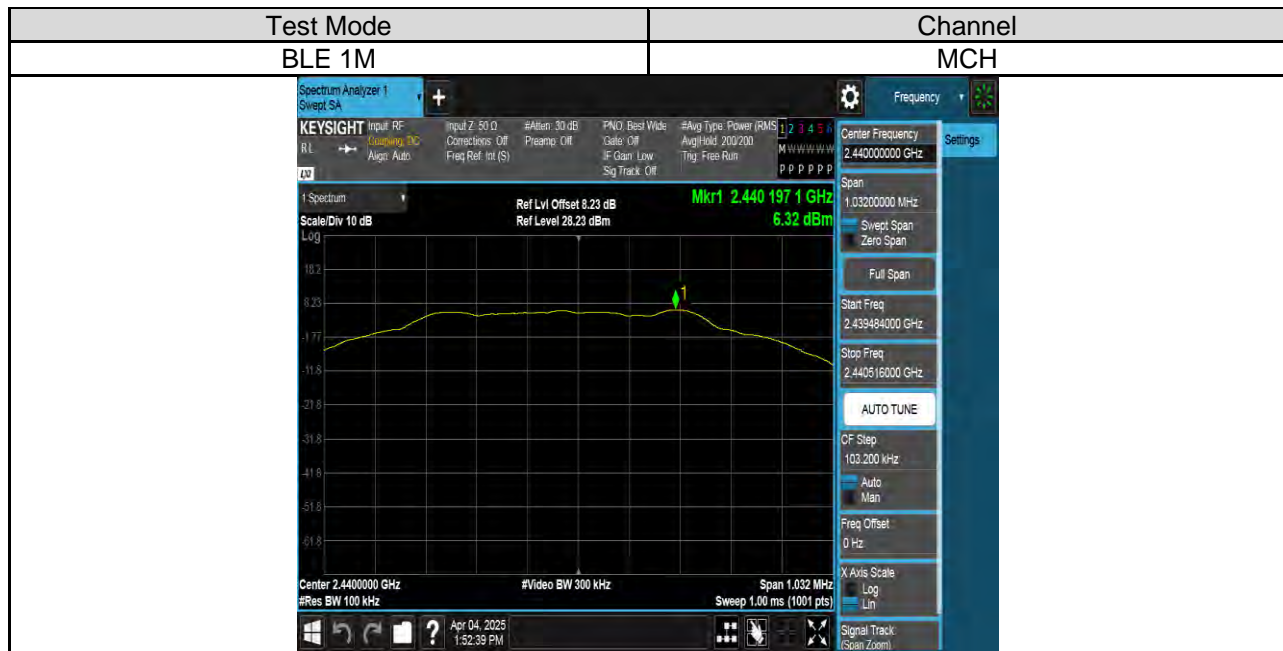 Test Mode Channel
BLE 1M MCH
Spectrum Analyzer 1
Swept SA
+
Frequency
KEYSIGHT Input: RF Input Z: 50 Ω #Atten: 30 dB PNO: Best Wide #Avg Type: Power (RMS 1 2 3 4 5 6
RL Coupling: DC Corrections: Off Preamp: Off Gate: Off Avg|Hold: 200/200 M W W W W W
Align: Auto Freq Ref: Int (S) IF Gain: Low Trig: Free Run
Sig Track: Off P P P P P P
LXI
1 Spectrum
Scale/Div 10 dB
Ref Lvl Offset 8.23 dB
Ref Level 28.23 dBm
Mkr1 2.440 197 1 GHz
6.32 dBm
Log
18.2
8.23
-1.77
-11.8
-21.8
-31.8
-41.8
-51.8
-61.8
1
Center 2.4400000 GHz #Video BW 300 kHz Span 1.032 MHz
#Res BW 100 kHz Sweep 1.00 ms (1001 pts)
? Apr 04, 2025
1:52:39 PM
Center Frequency
2.440000000 GHz
Settings
Span
1.03200000 MHz
Swept Span
Zero Span
Full Span
Start Freq
2.439484000 GHz
Stop Freq
2.440516000 GHz
AUTO TUNE
CF Step
103.200 kHz
Auto
Man
Freq Offset
0 Hz
X Axis Scale
Log
Lin
Signal Track
(Span Zoom)